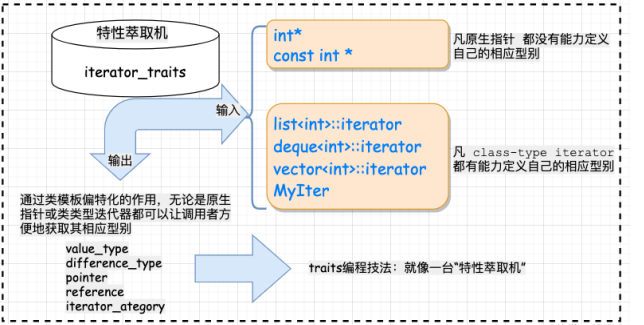 特性萃取机
iterator_traits
输入
int*
const int *
凡原生指针 都没有能力定义
自己的相应型别
list<int>::iterator
deque<int>::iterator
vector<int>::iterator
MyIter
凡 class-type iterator
都有能力定义自己的相应型别
输出
通过类模板偏特化的作用，无论是原生
指针或类类型迭代器都可以让调用者方
便地获取其相应型别
value_type
difference_type
pointer
reference
iterator_ategory
traits编程技法：就像一台“特性萃取机”